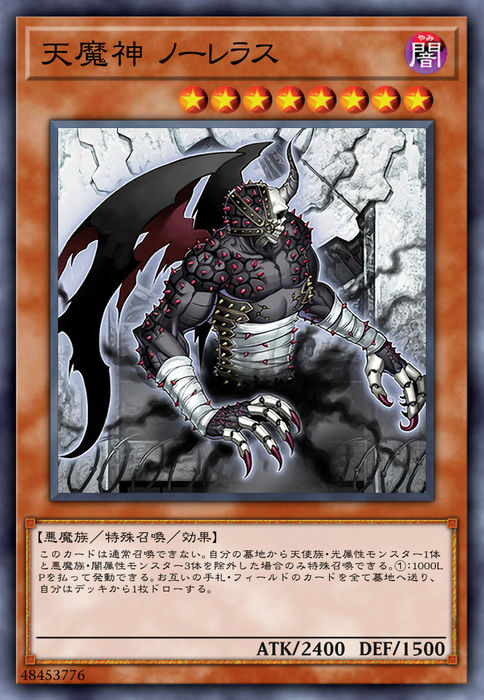 天魔神 ノーレラス
やみ
闇
【悪魔族／特殊召喚／効果】
このカードは通常召喚できない。自分の墓地から天使族・光属性モンスター1体
と悪魔族・闇属性モンスター3体を除外した場合のみ特殊召喚できる。①:1000L
Pを払って発動できる。お互いの手札・フィールドのカードを全て墓地へ送り、
自分はデッキから1枚ドローする。
ATK/2400 DEF/1500
48453776